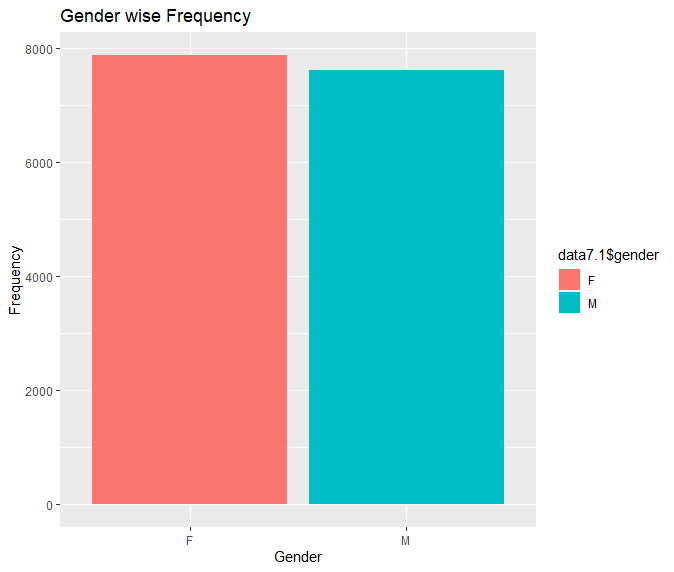 Gender wise Frequency
8000
6000
4000
2000
0
Frequency
F
M
Gender
data7.1$gender
F
M